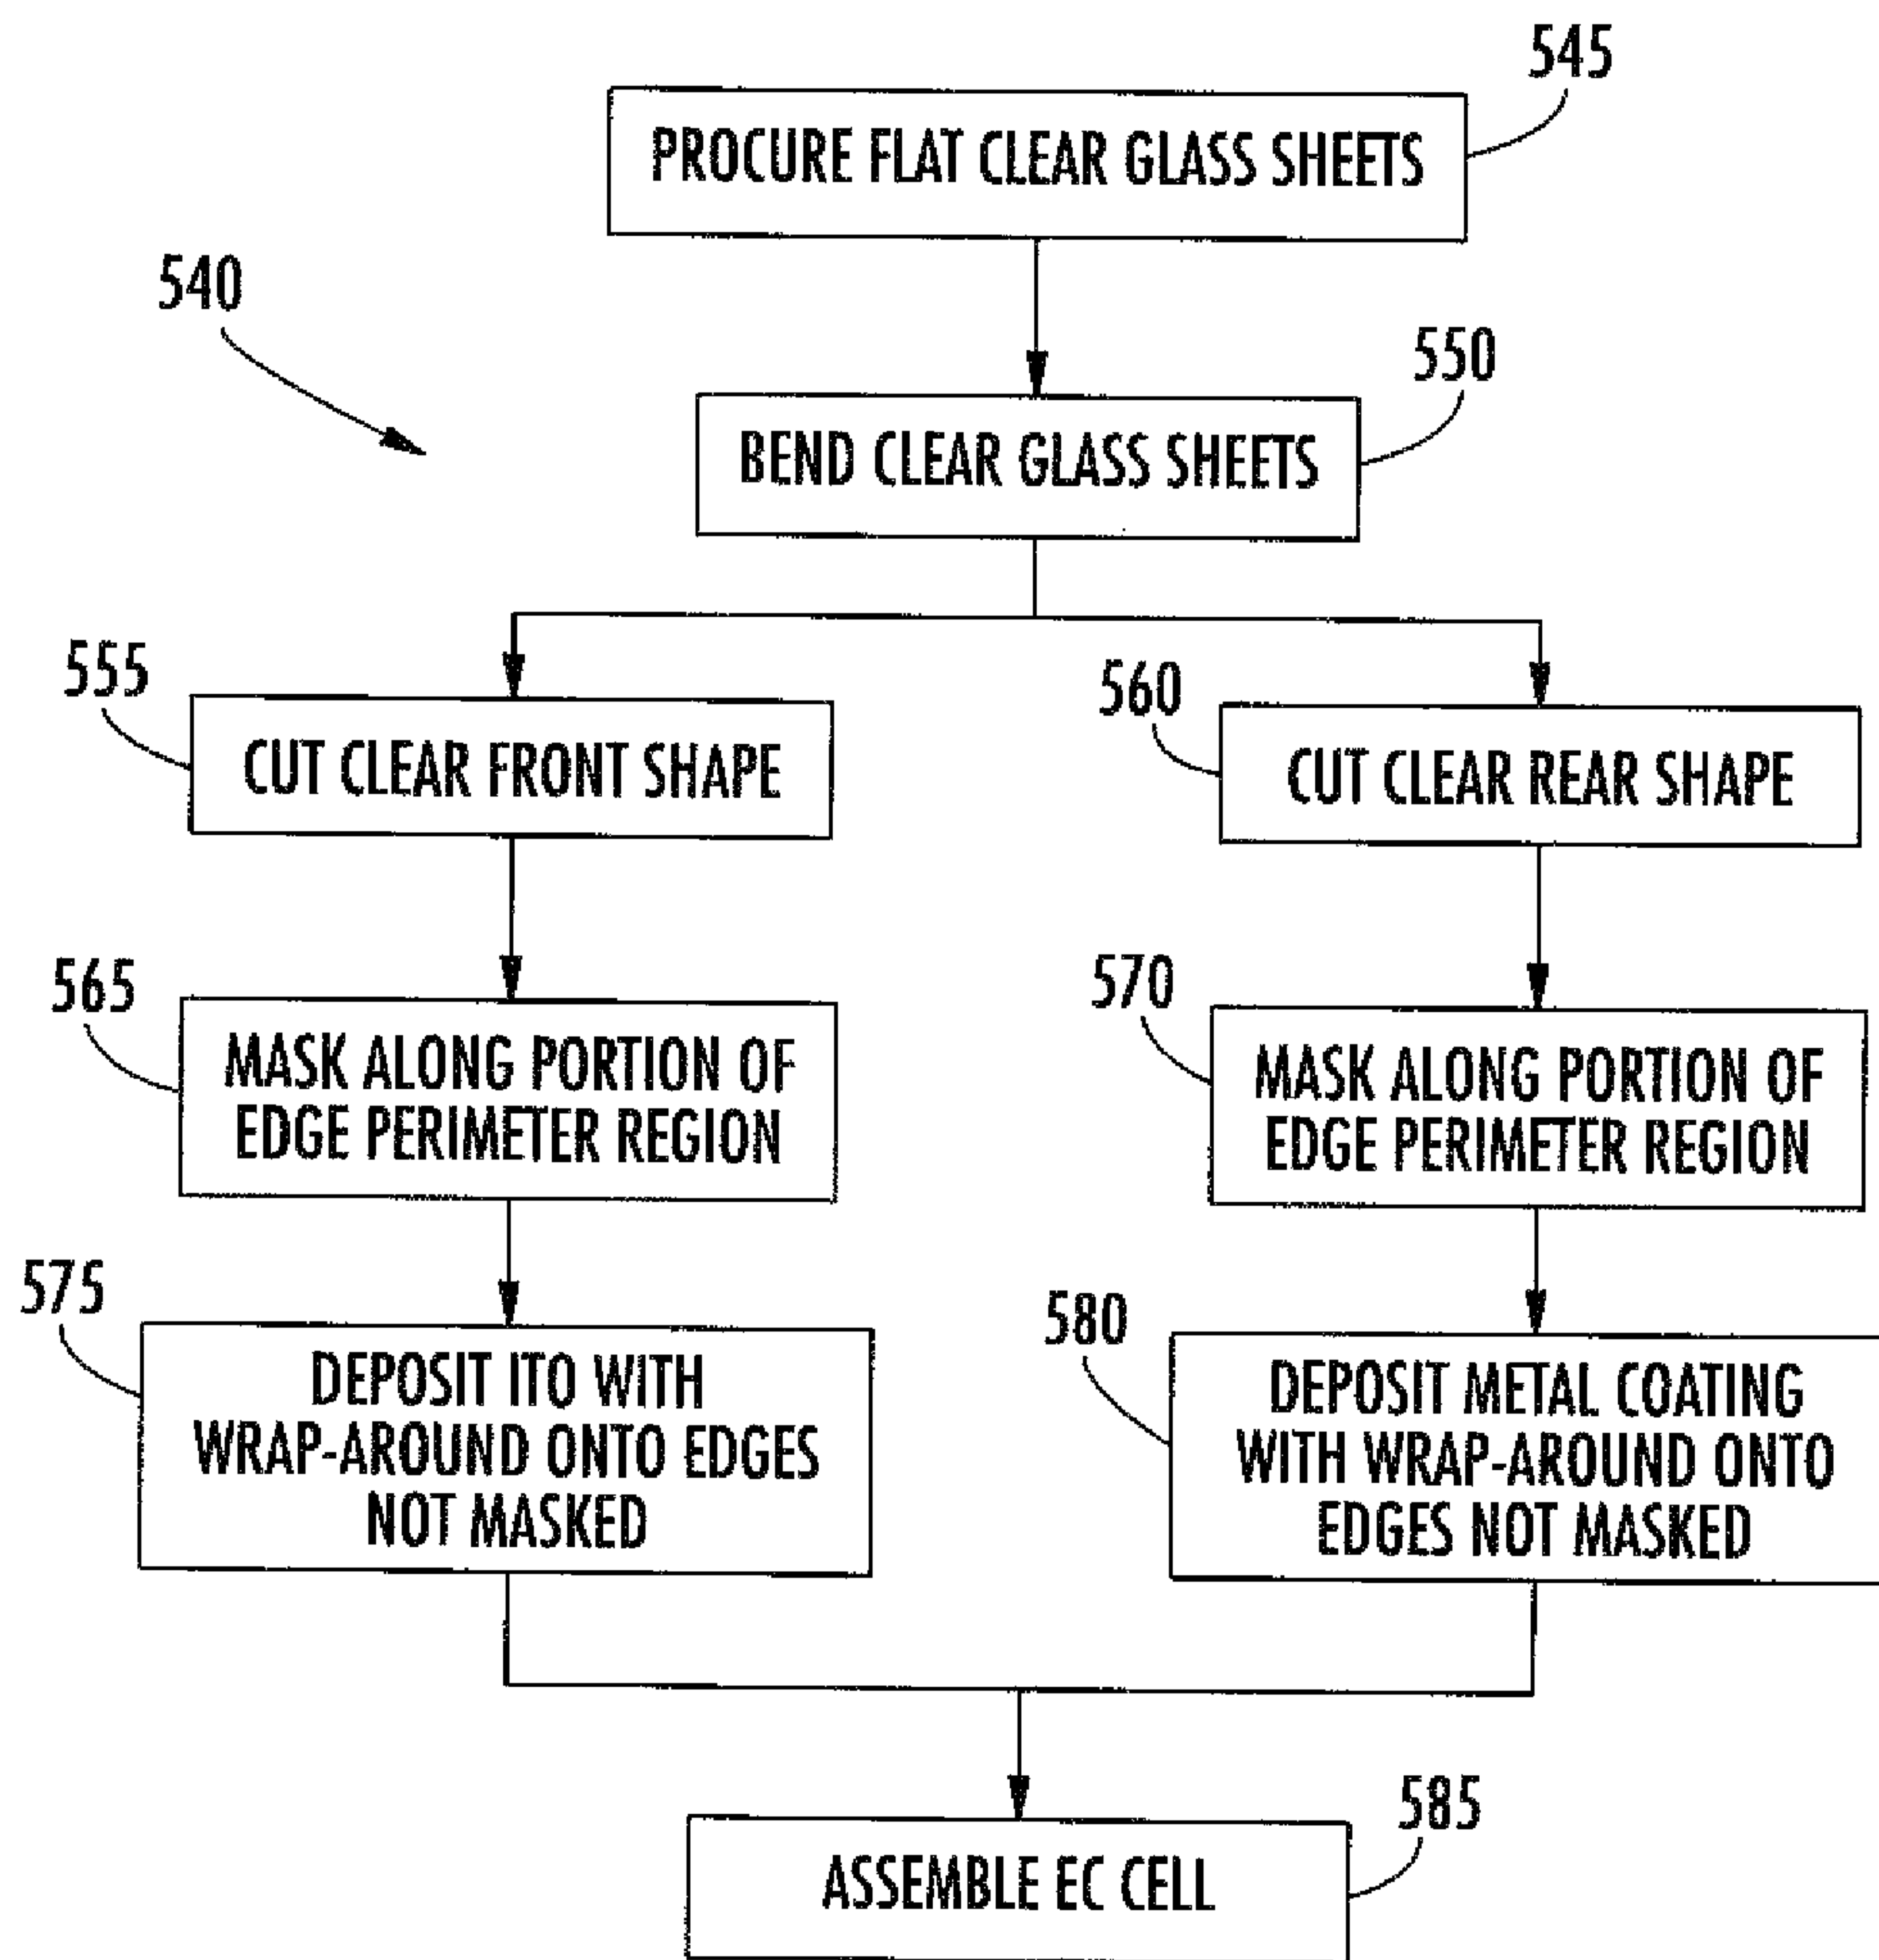 545
PROCURE FLAT CLEAR GLASS SHEETS
540
550
BEND CLEAR GLASS SHEETS
555
CUT CLEAR FRONT SHAPE
560
CUT CLEAR REAR SHAPE
565
MASK ALONG PORTION OF
EDGE PERIMETER REGION
570
MASK ALONG PORTION OF
EDGE PERIMETER REGION
575
DEPOSIT ITO WITH
WRAP-AROUND ONTO EDGES
NOT MASKED
580
DEPOSIT METAL COATING
WITH WRAP-AROUND ONTO
EDGES NOT MASKED
585
ASSEMBLE EC CELL